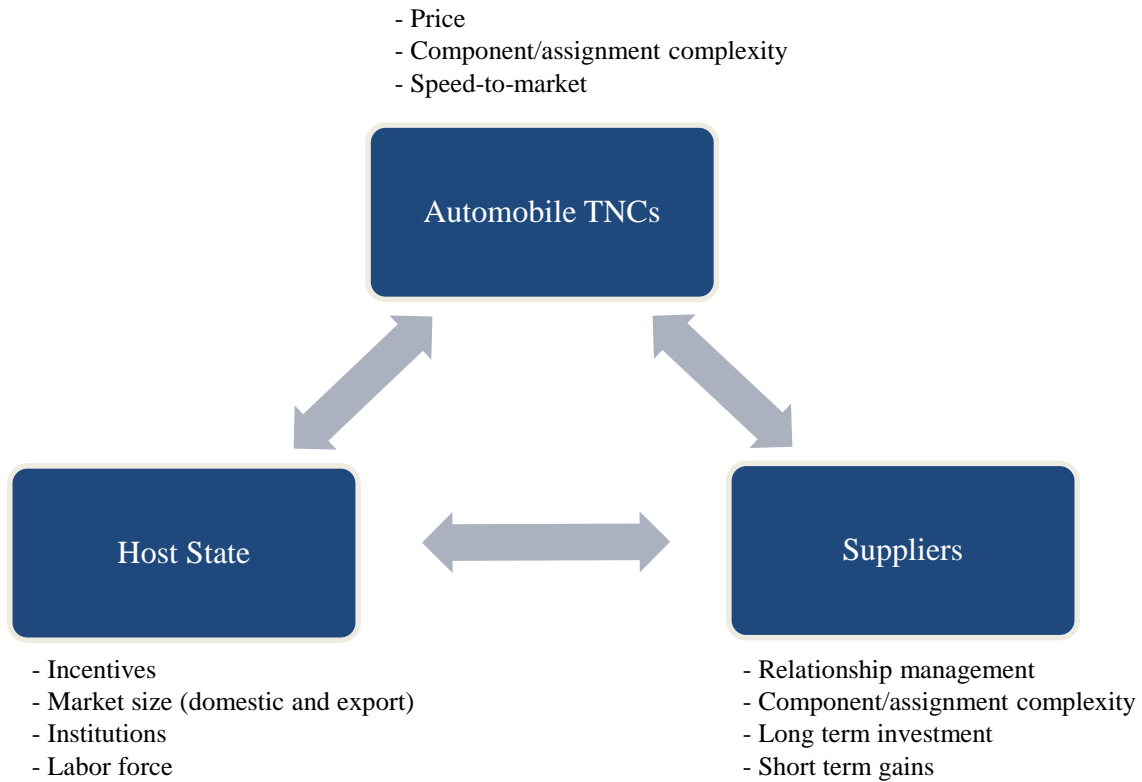 - Price
- Component/assignment complexity
- Speed-to-market
Automobile TNCs
Host State
Suppliers
- Incentives
- Market size (domestic and export)
- Institutions
- Labor force
- Relationship management
- Component/assignment complexity
- Long term investment
- Short term gains